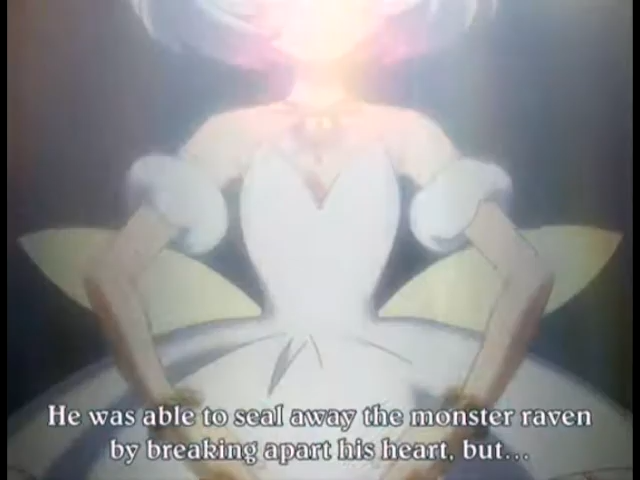 He was able to seal away the monster raven
by breaking apart his heart, but...